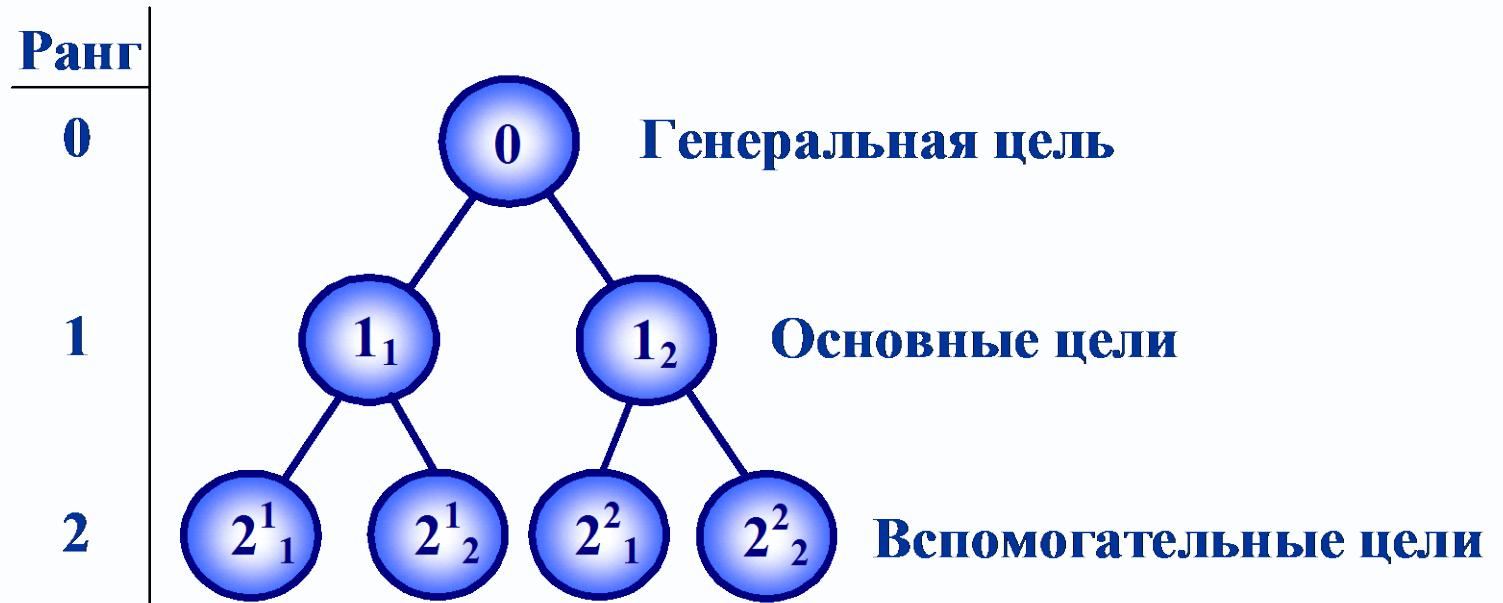 Ранг
0 0 Генеральная цель
1 1₁ 1₂ Основные цели
2 2¹₁ 2¹₂ 2²₁ 2²₂ Вспомогательные цели